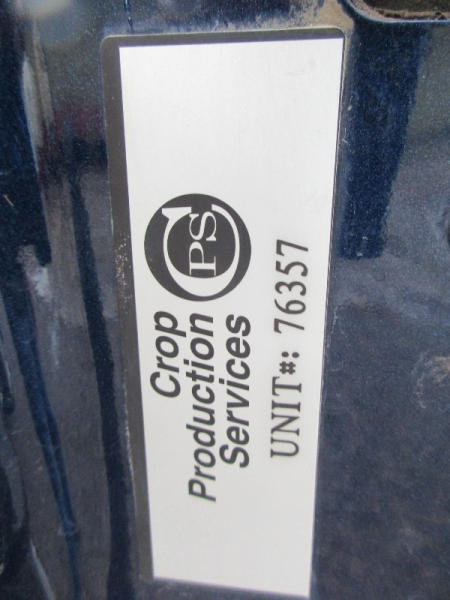 CPS
Crop
Production
Services
UNIT#: 76357